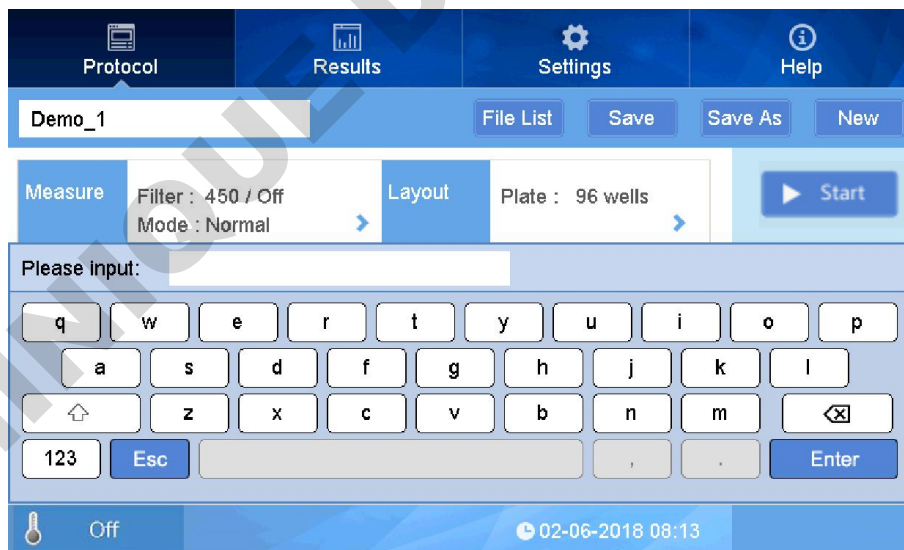 Protocol Results Settings Help
Demo_1 File List Save Save As New
Measure Filter : 450 / Off Layout Plate : 96 wells Start
Mode : Normal
Please input:
q w e r t y u i o p
a s d f g h j k l
z x c v b n m
123 Esc , . Enter
Off 02-06-2018 08:13